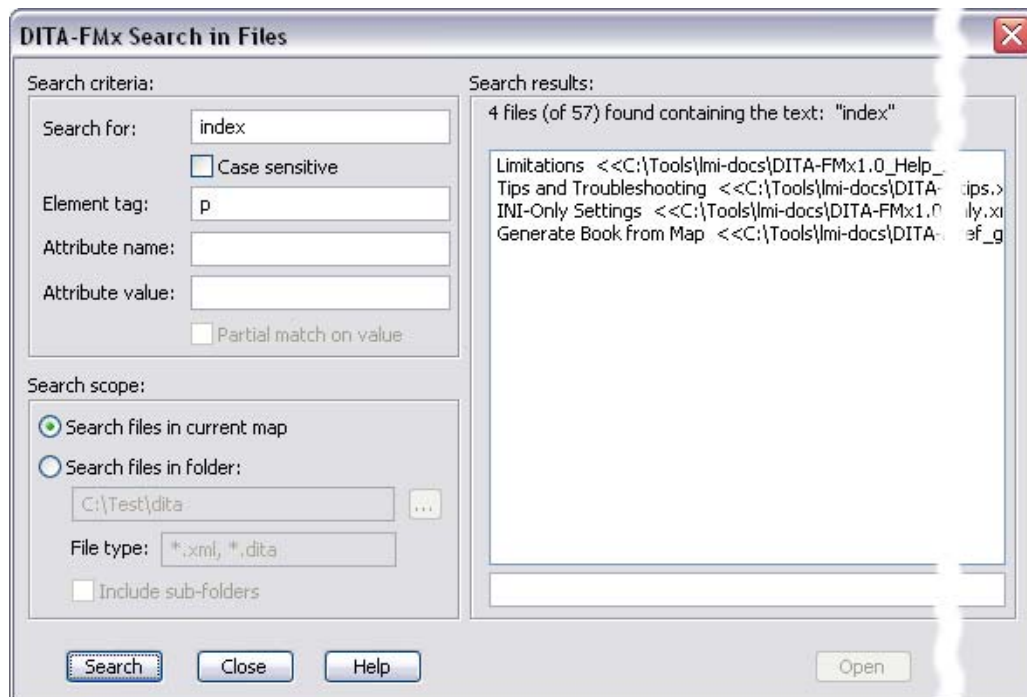 DITA-FMx Search in Files
Search criteria:
Search for: index
Case sensitive
Element tag: p
Attribute name:
Attribute value:
Partial match on value
Search scope:
Search files in current map
Search files in folder:
C:\Test\dita
...
File type: *.xml, *.dita
Include sub-folders
Search Close Help
Search results:
4 files (of 57) found containing the text: "index"
Limitations <<C:\Tools\lmi-docs\DITA-FMx1.0_Help_
Tips and Troubleshooting <<C:\Tools\lmi-docs\DITA- tips.x
INI-Only Settings <<C:\Tools\lmi-docs\DITA-FMx1.0 ly.xm
Generate Book from Map <<C:\Tools\lmi-docs\DITA- ef_g
Open